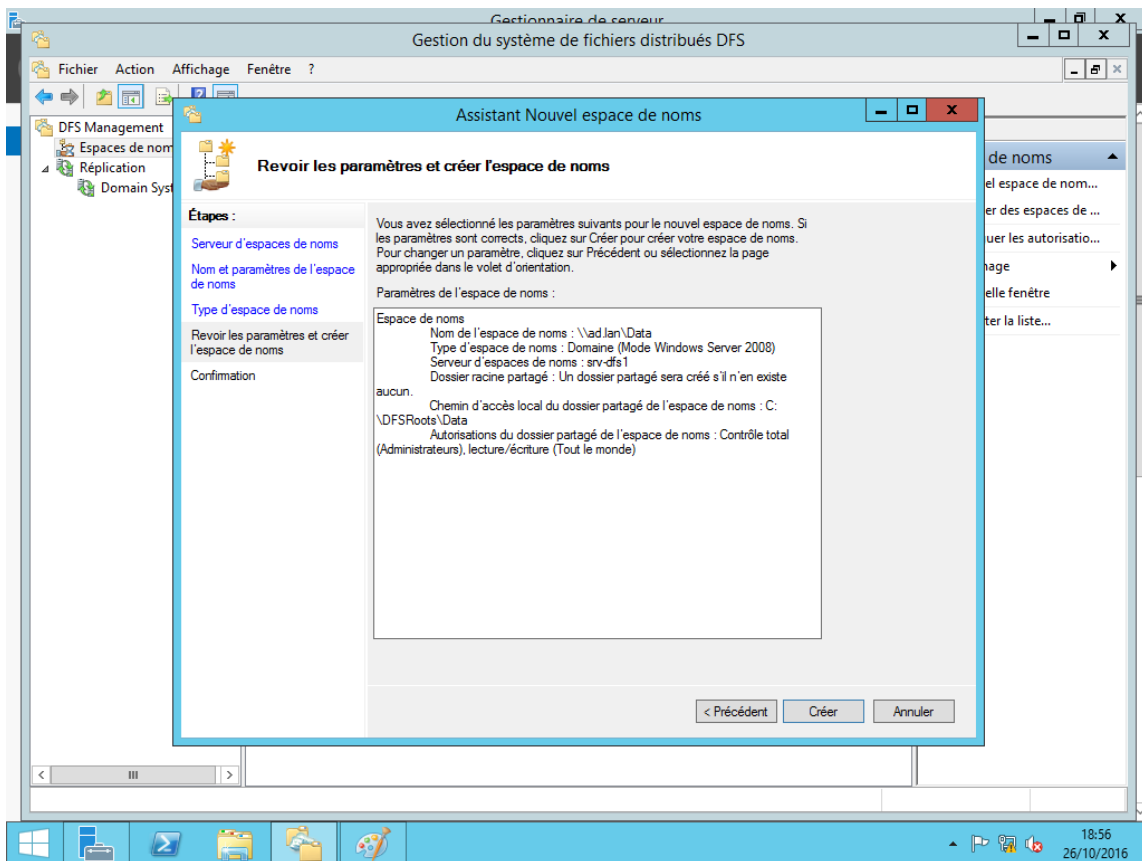 Gestionnaire de serveur
Gestion du système de fichiers distribués DFS
Fichier Action Affichage Fenêtre ?
DFS Management
Espaces de nom
Réplication
Domain Syst
Assistant Nouvel espace de noms
Revoir les paramètres et créer l'espace de noms
Étapes :
Serveur d'espaces de noms
Nom et paramètres de l'espace
de noms
Type d'espace de noms
Revoir les paramètres et créer
l'espace de noms
Confirmation
Vous avez sélectionné les paramètres suivants pour le nouvel espace de noms. Si
les paramètres sont corrects, cliquez sur Créer pour créer votre espace de noms.
Pour changer un paramètre, cliquez sur Précédent ou sélectionnez la page
appropriée dans le volet d'orientation.
Paramètres de l'espace de noms :
Espace de noms
Nom de l'espace de noms : \\ad.lan\Data
Type d'espace de noms : Domaine (Mode Windows Server 2008)
Serveur d'espaces de noms : srv-dfs1
Dossier racine partagé : Un dossier partagé sera créé s'il n'en existe
aucun.
Chemin d'accès local du dossier partagé de l'espace de noms : C:
\DFSRoots\Data
Autorisations du dossier partagé de l'espace de noms : Contrôle total
(Administrateurs), lecture/écriture (Tout le monde)
< Précédent Créer Annuler
de noms
el espace de nom...
er des espaces de ...
uer les autorisatio...
nage
elle fenêtre
ter la liste...
18:56
26/10/2016